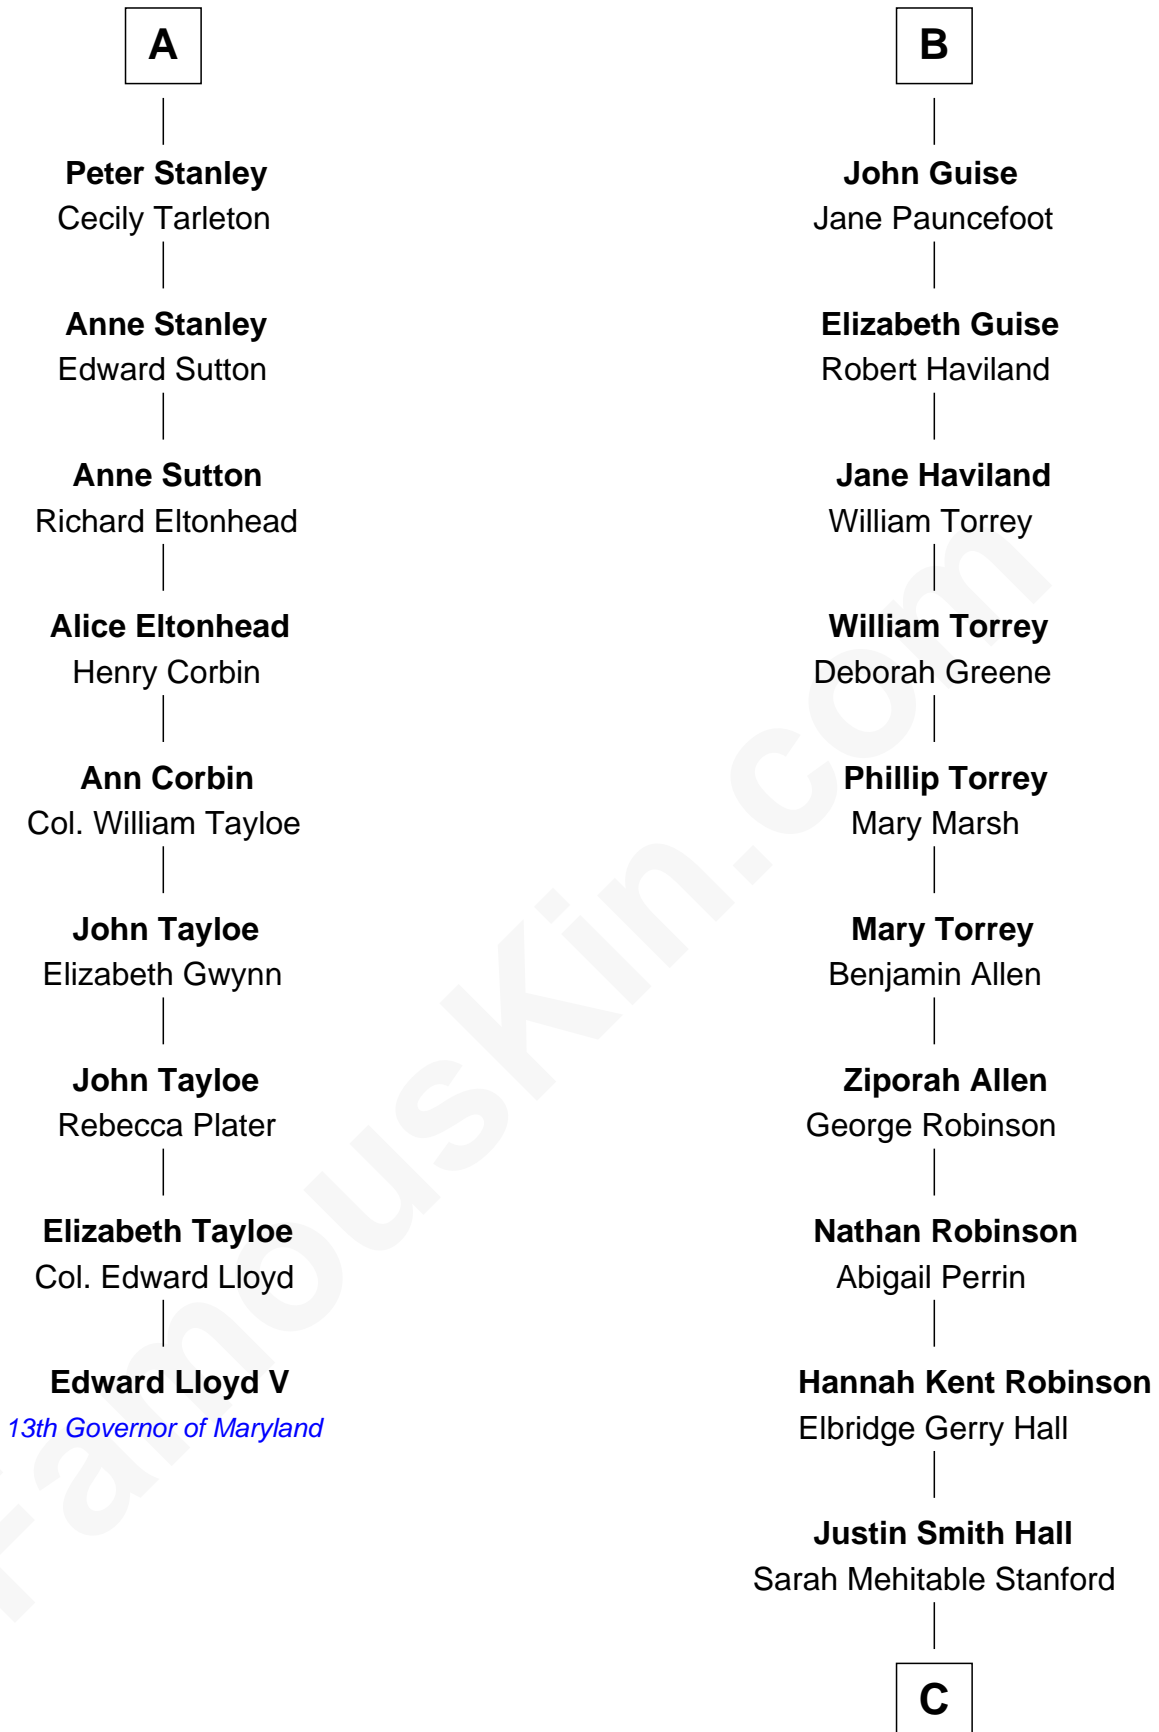 A
Peter Stanley
Cecily Tarleton
Anne Stanley
Edward Sutton
Anne Sutton
Richard Eltonhead
Alice Eltonhead
Henry Corbin
Ann Corbin
Col. William Tayloe
John Tayloe
Elizabeth Gwynn
John Tayloe
Rebecca Plater
Elizabeth Tayloe
Col. Edward Lloyd
Edward Lloyd V
13th Governor of Maryland
B
John Guise
Jane Pauncefoot
Elizabeth Guise
Robert Haviland
Jane Haviland
William Torrey
William Torrey
Deborah Greene
Phillip Torrey
Mary Marsh
Mary Torrey
Benjamin Allen
Ziporah Allen
George Robinson
Nathan Robinson
Abigail Perrin
Hannah Kent Robinson
Elbridge Gerry Hall
Justin Smith Hall
Sarah Mehitable Stanford
C
FamousKin.com